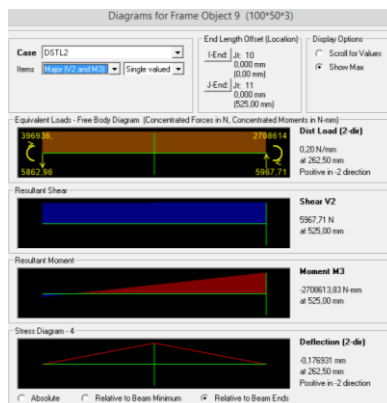 Diagrams for Frame Object 9 (100*50*3)
End Length Offset (Location)
Display Options
Case DSTL2
Items Major (V2 and M3) Single valued
I-End: Jt: 10
0,000 mm
(0,00 mm)
J-End: Jt: 11
0,000 mm
(525,00 mm)
Scroll for Values
Show Max
Equivalent Loads - Free Body Diagram (Concentrated Forces in N, Concentrated Moments in N-mm)
396936,
2708614
5862,96
5967,71
Dist Load (2-dir)
0,20 N/mm
at 262,50 mm
Positive in -2 direction
Resultant Shear
Shear V2
5967,71 N
at 525,00 mm
Resultant Moment
Moment M3
-2708613,83 N-mm
at 525,00 mm
Stress Diagram - 4
Deflection (2-dir)
-0,176931 mm
at 262,50 mm
Positive in -2 direction
Absolute
Relative to Beam Minimum
Relative to Beam Ends